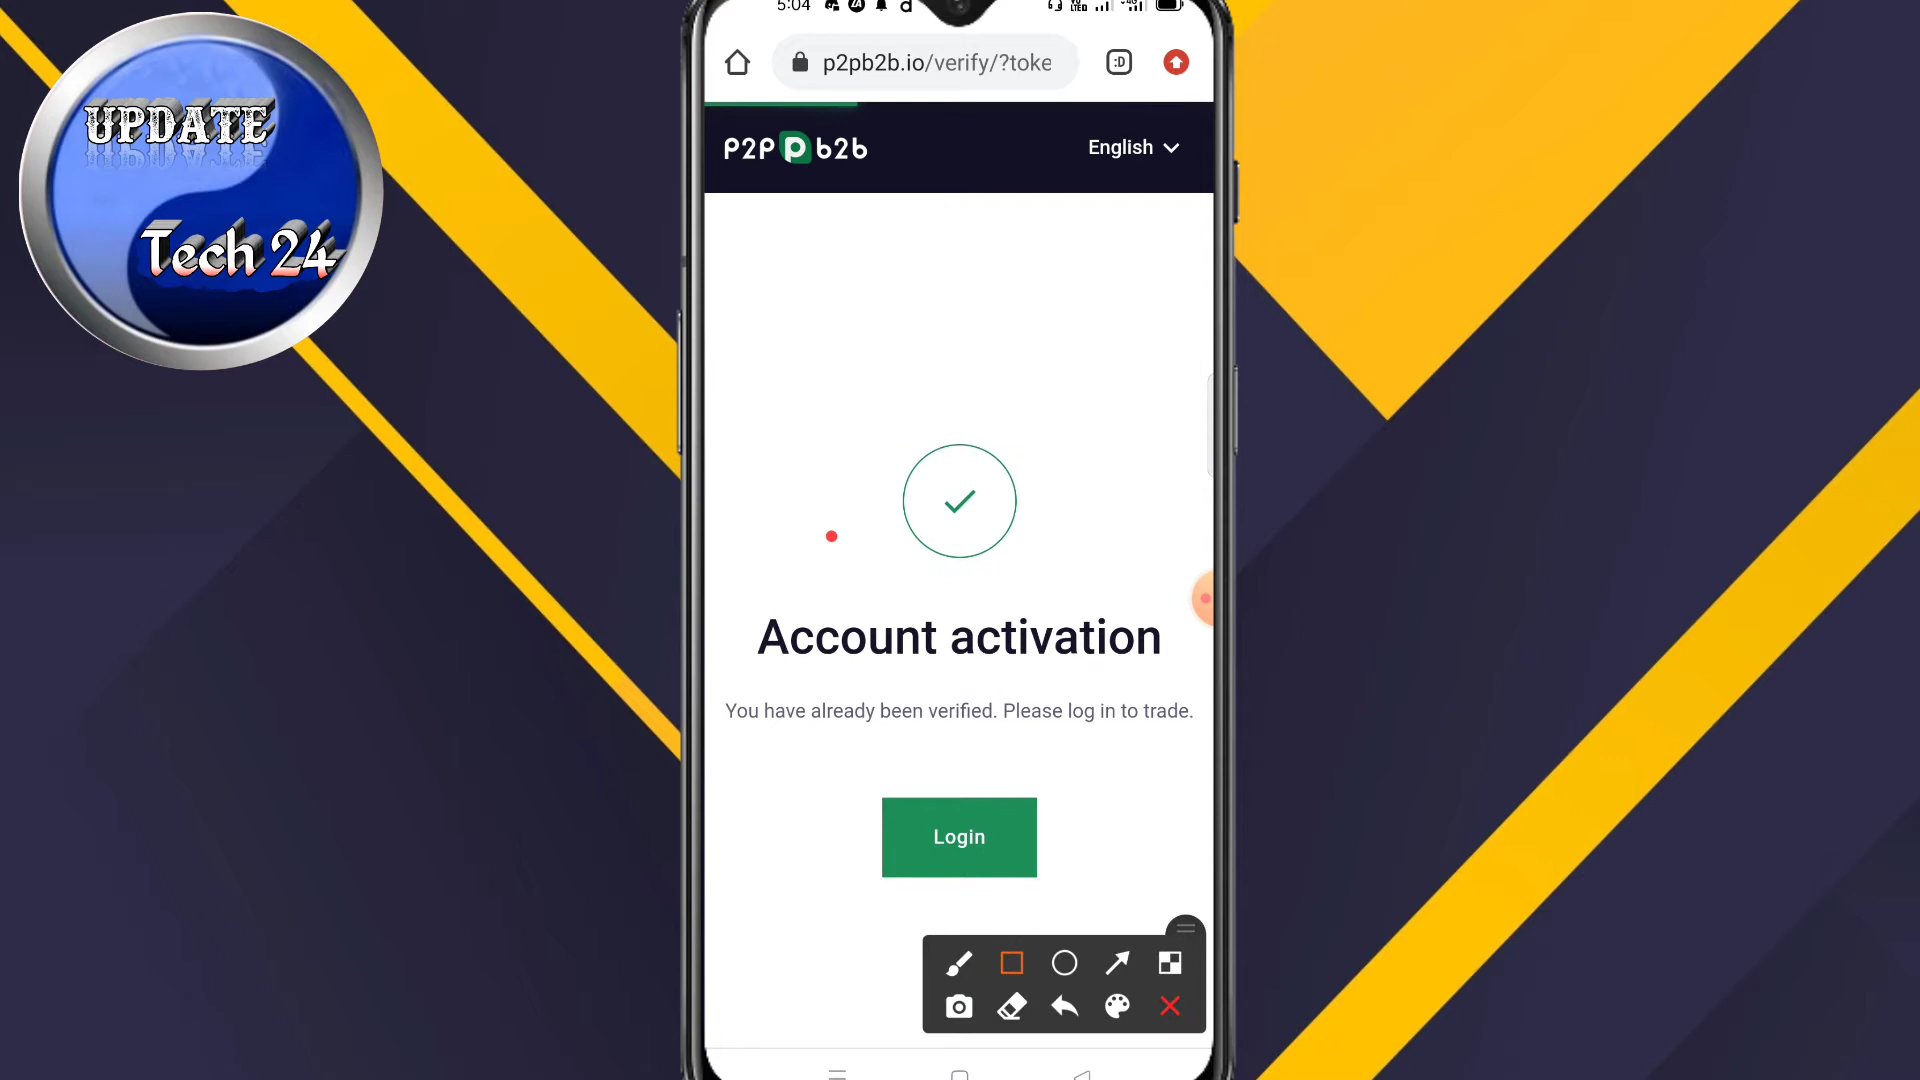 UPDATE
Tech 24
5:04
p2pb2b.io/verify/?toke
:D
P2P b2b
English
Account activation
You have already been verified. Please log in to trade.
Login